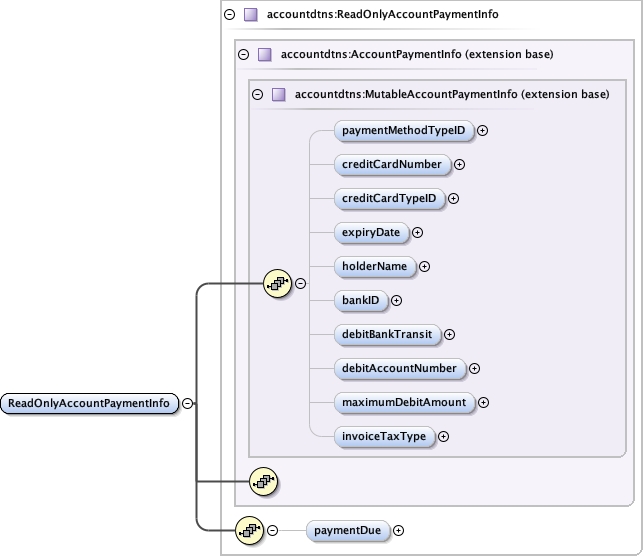 accountdtns:ReadOnlyAccountPaymentInfo
accountdtns:AccountPaymentInfo (extension base)
accountdtns:MutableAccountPaymentInfo (extension base)
paymentMethodTypeID
creditCardNumber
creditCardTypeID
expiryDate
holderName
bankID
debitBankTransit
debitAccountNumber
maximumDebitAmount
invoiceTaxType
ReadOnlyAccountPaymentInfo
paymentDue